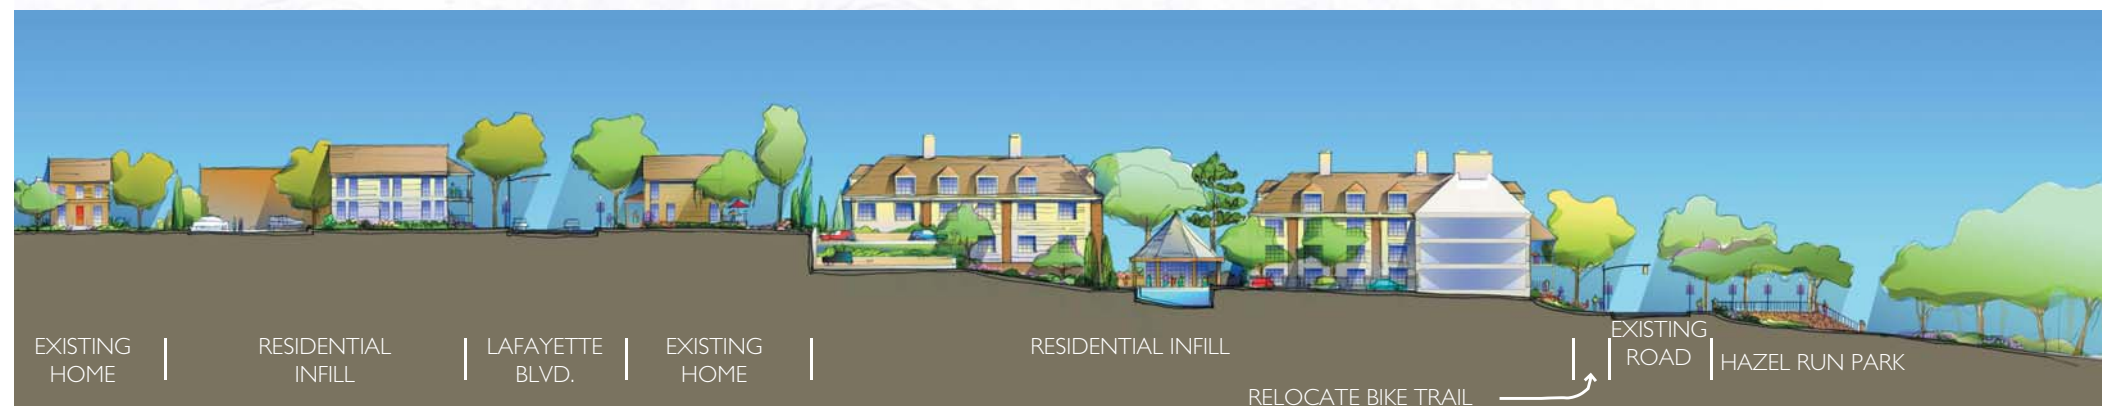 EXISTING
HOME
RESIDENTIAL
INFILL
LAFAYETTE
BLVD.
EXISTING
HOME
RESIDENTIAL INFILL
RELOCATE BIKE TRAIL
EXISTING
ROAD
HAZEL RUN PARK